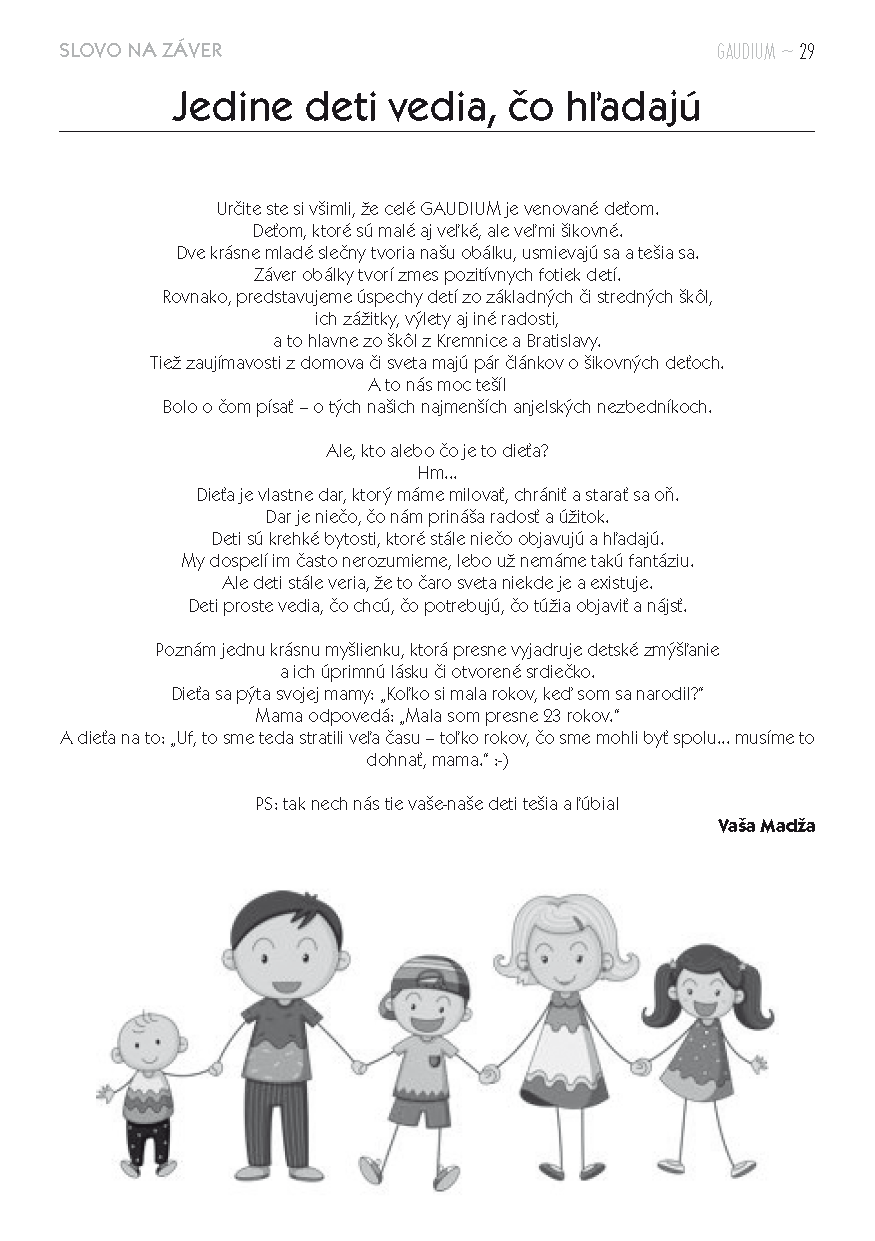 SLOVO NA ZÁVER
GAUDIUM ~ 29
Jedine deti vedia, čo hľadajú
Určite ste si všimli, že celé GAUDIUM je venované deťom.
Deťom, ktoré sú malé aj veľké, ale veľmi šikovné.
Dve krásne mladé slečny tvoria našu obálku, usmievajú sa a tešia sa.
Záver obálky tvorí zmes pozitívnych fotiek detí.
Rovnako, predstavujeme úspechy detí zo základných či stredných škôl,
ich zážitky, výlety aj iné radosti,
a to hlavne zo škôl z Kremnice a Bratislavy.
Tiež zaujímavosti z domova či sveta majú pár článkov o šikovných deťoch.
A to nás moc teší!
Bolo o čom písať – o tých našich najmenších anjelských nezbedníkoch.
Ale, kto alebo čo je to dieťa?
Hm...
Dieťa je vlastne dar, ktorý máme milovať, chrániť a starať sa oň.
Dar je niečo, čo nám prináša radosť a úžitok.
Deti sú krehké bytosti, ktoré stále niečo objavujú a hľadajú.
My dospelí im často nerozumieme, lebo už nemáme takú fantáziu.
Ale deti stále veria, že to čaro sveta niekde je a existuje.
Deti proste vedia, čo chcú, čo potrebujú, čo túžia objaviť a nájsť.
Poznám jednu krásnu myšlienku, ktorá presne vyjadruje detské zmýšľanie
a ich úprimnú lásku či otvorené srdiečko.
Dieťa sa pýta svojej mamy: „Koľko si mala rokov, keď som sa narodil?“
Mama odpovedá: „Mala som presne 23 rokov.“
A dieťa na to: „Uf, to sme teda stratili veľa času – toľko rokov, čo sme mohli byť spolu... musíme to
dohnať, mama.“ :-)
PS: tak nech nás tie vaše-naše deti tešia a ľúbia!
Vaša Madža